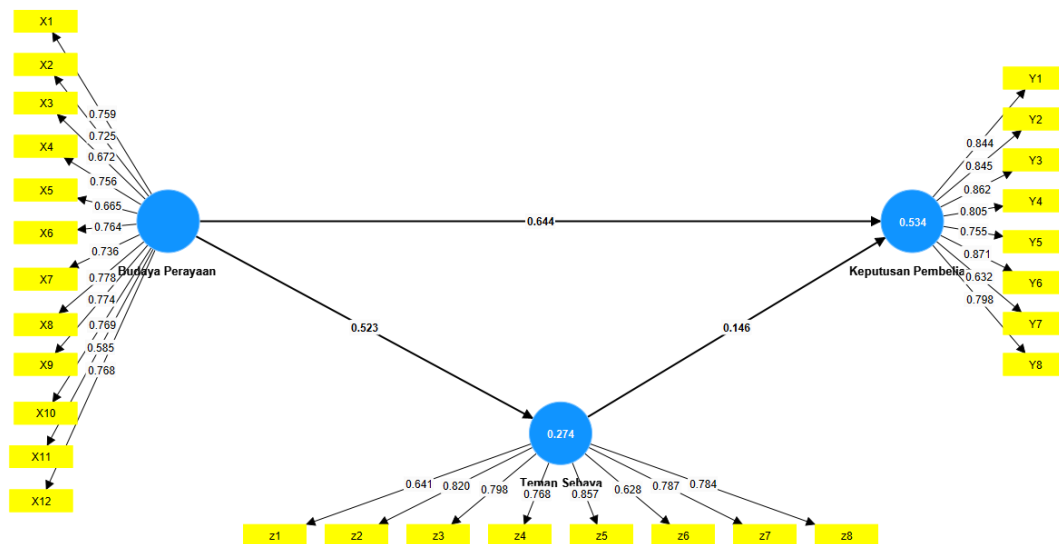 X1
X2
X3
X4
X5
X6
X7
X8
X9
X10
X11
X12
0.759
0.725
0.672
0.756
0.665
0.764
0.736
0.778
0.774
0.769
0.585
0.768
Budaya Perayaan
0.644
0.523
0.146
0.534
Keputusan Pembelia
0.844
0.845
0.862
0.805
0.755
0.871
0.632
0.798
Y1
Y2
Y3
Y4
Y5
Y6
Y7
Y8
0.274
Teman Sebaya
0.641
0.820
0.798
0.768
0.857
0.628
0.787
0.784
z1
z2
z3
z4
z5
z6
z7
z8